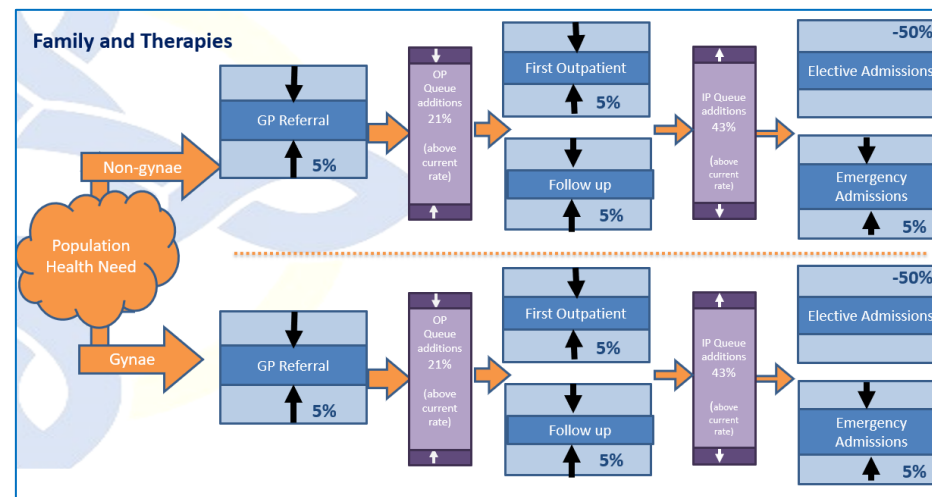 Family and Therapies
Non-gynae
Population
Health Need
Gynae
GP Referral
5%
OP
Queue
additions
21%
(above
current
rate)
First Outpatient
5%
Follow up
5%
IP Queue
additions
43%
(above
current
rate)
-50%
Elective Admissions
Emergency
Admissions
5%
GP Referral
5%
OP
Queue
additions
21%
(above
current
rate)
First Outpatient
5%
Follow up
5%
IP Queue
additions
43%
(above
current
rate)
-50%
Elective Admissions
Emergency
Admissions
5%